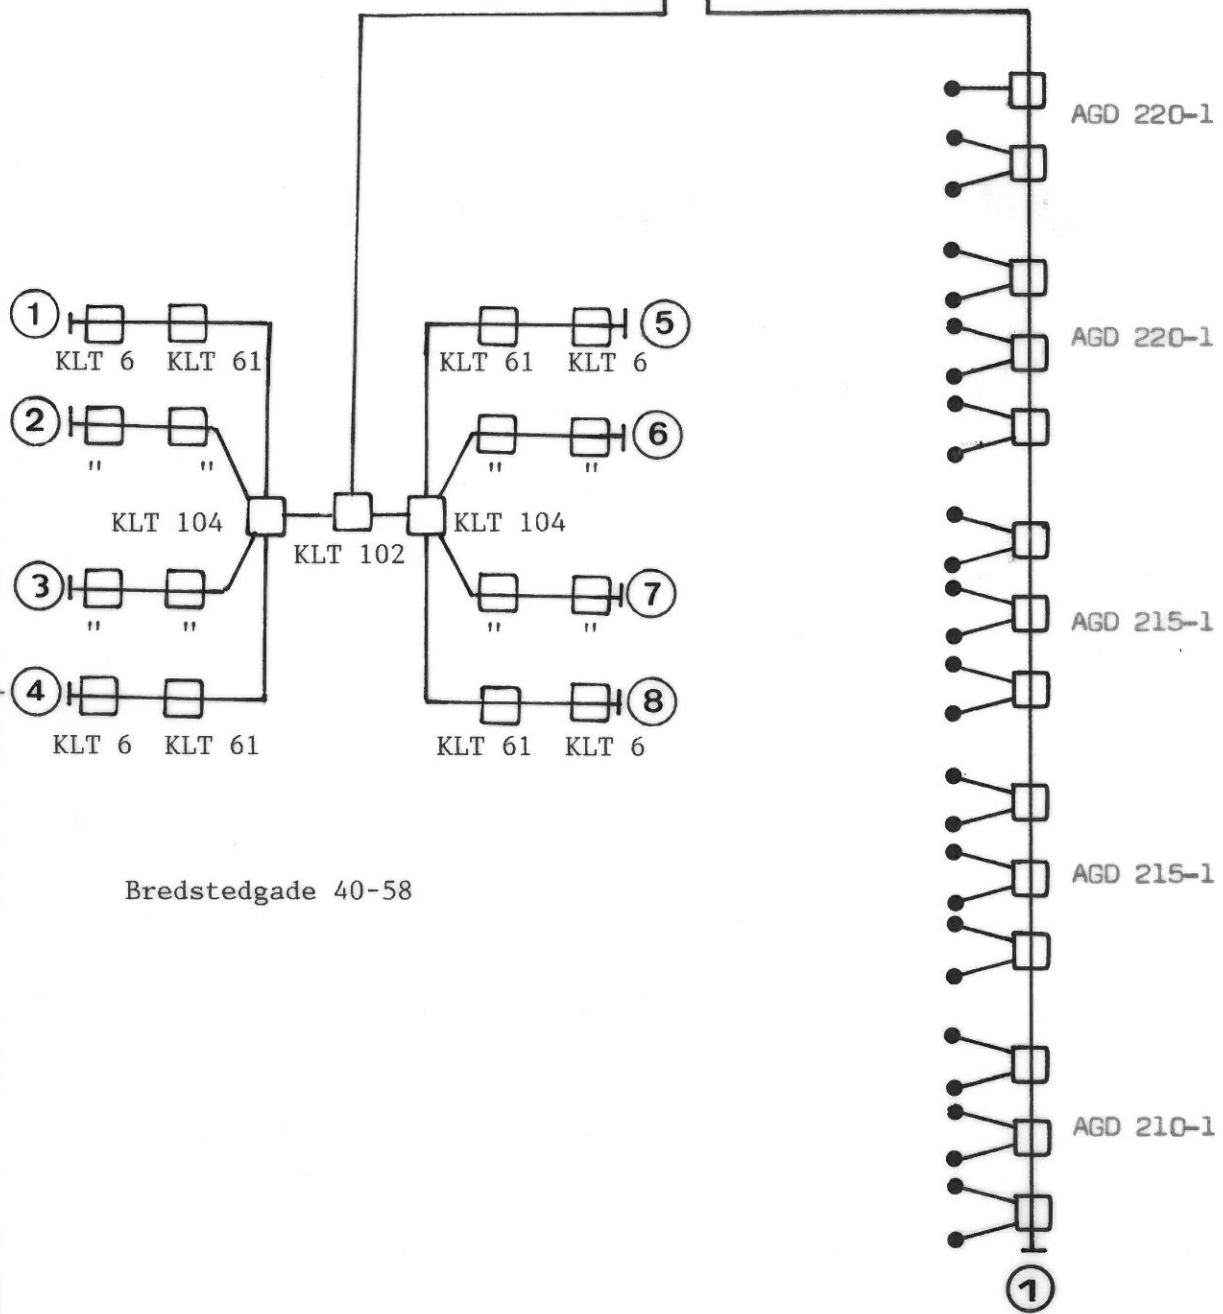 AGD 220-1
1
KLT 6 KLT 61
5
KLT 61 KLT 6
AGD 220-1
2
" "
6
" "
KLT 104
KLT 102
KLT 104
3
" "
7
" "
AGD 215-1
4
KLT 6 KLT 61
8
KLT 61 KLT 6
Bredstedgade 40-58
AGD 215-1
AGD 210-1
1